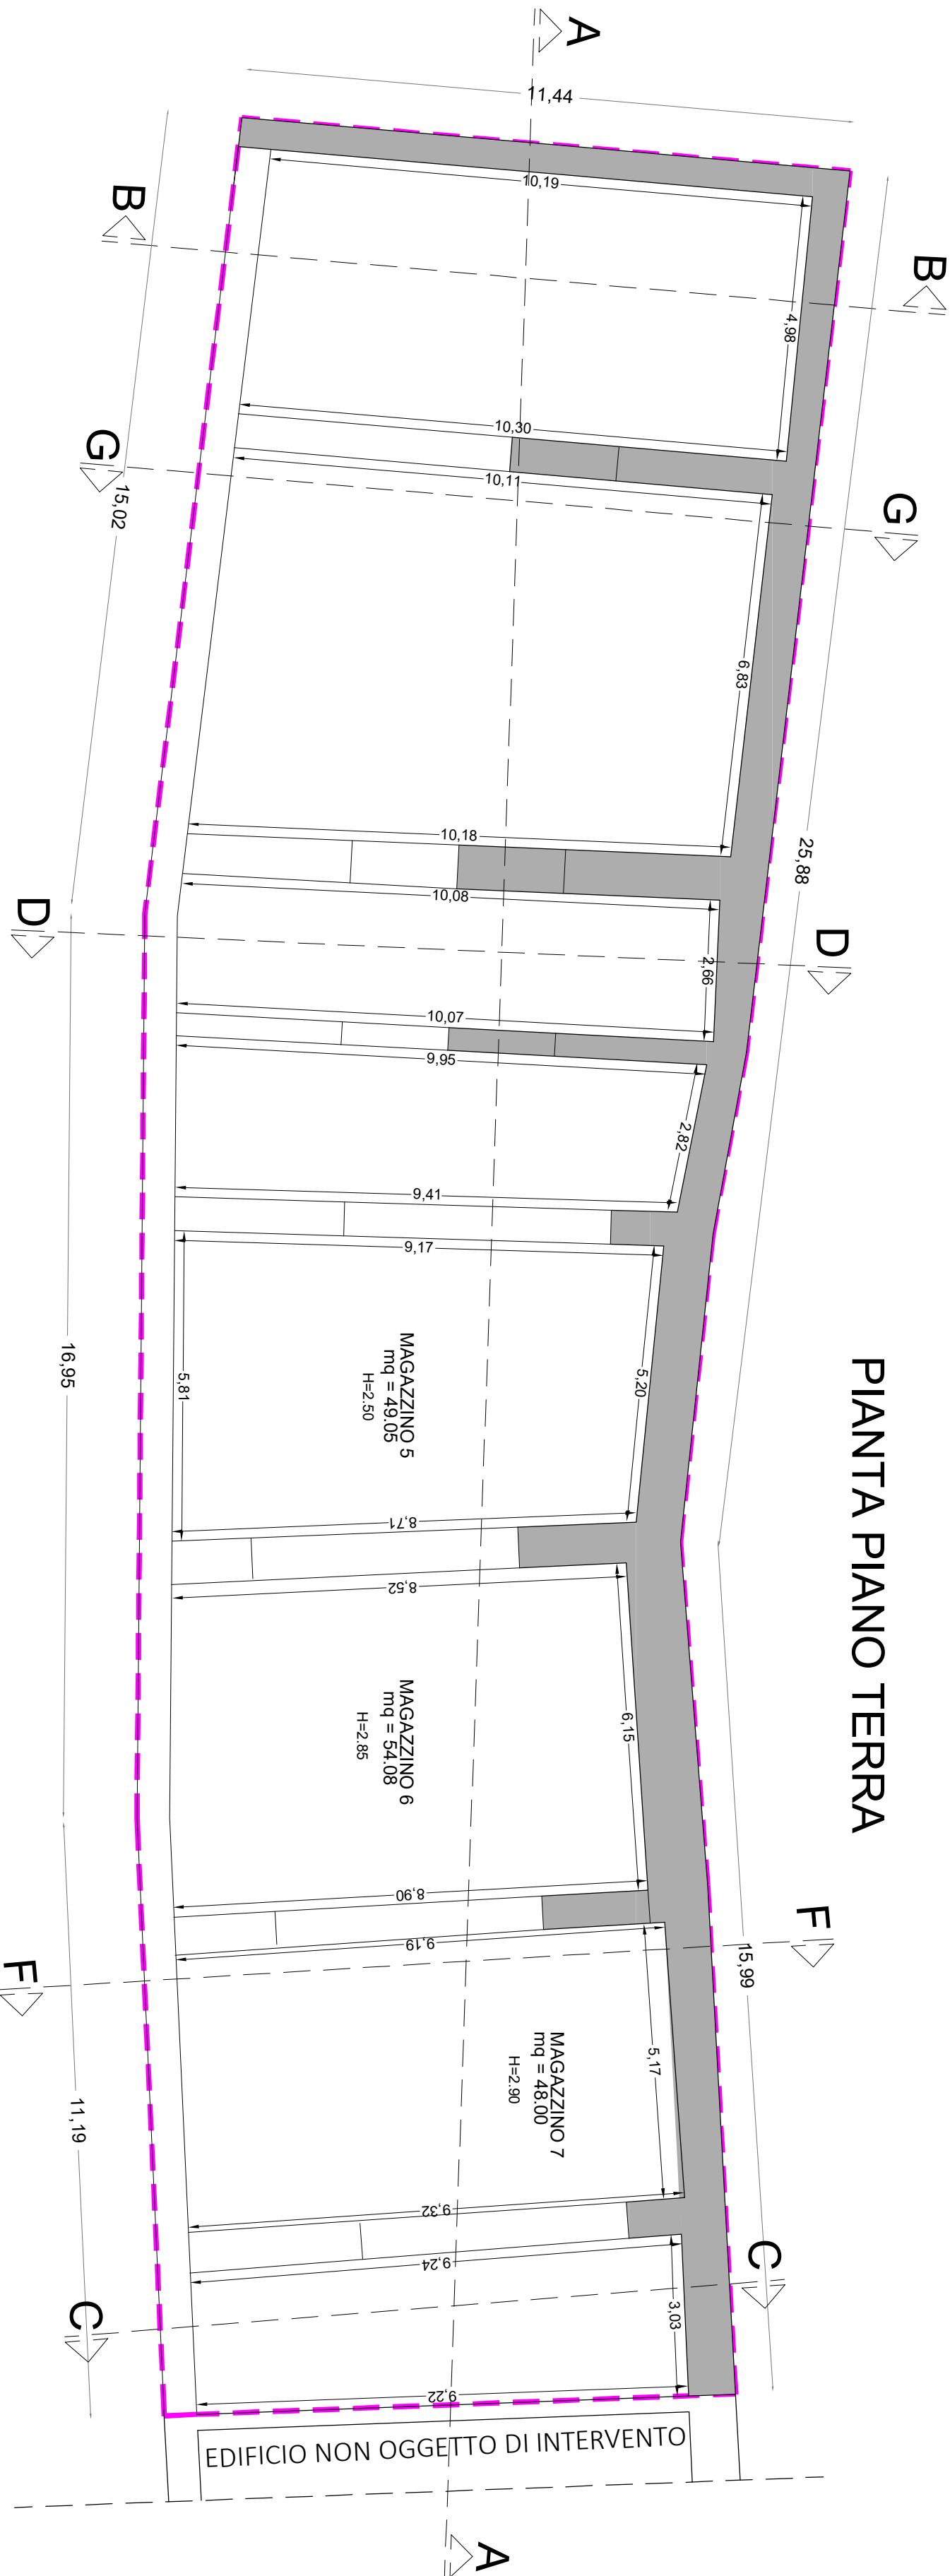 PIANTA PIANO TERRA
A
11,44
B
B
10,19
4,98
10,30
G
G
15,02
10,11
6,83
25,88
10,18
D
D
10,08
2,66
10,07
9,95
2,82
9,41
9,17
5,81
16,95
MAGAZZINO 5
mq = 49.05
H=2.50
5,20
8,71
8,52
MAGAZZINO 6
mq = 54.08
H=2.85
6,15
8,90
F
F
9,19
15,99
11,19
MAGAZZINO 7
mq = 48.00
H=2.90
5,17
9,32
C
C
9,24
3,03
9,22
EDIFICIO NON OGGETTO DI INTERVENTO
A